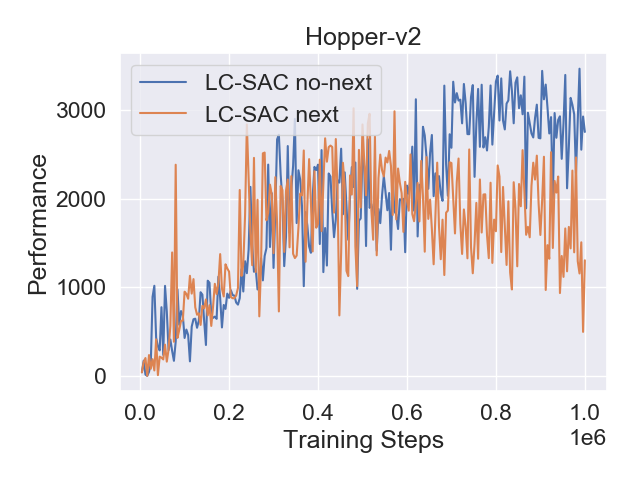 Hopper-v2
LC-SAC no-next
LC-SAC next
Performance
3000
2000
1000
0
0.0 0.2 0.4 0.6 0.8 1.0
1e6
Training Steps